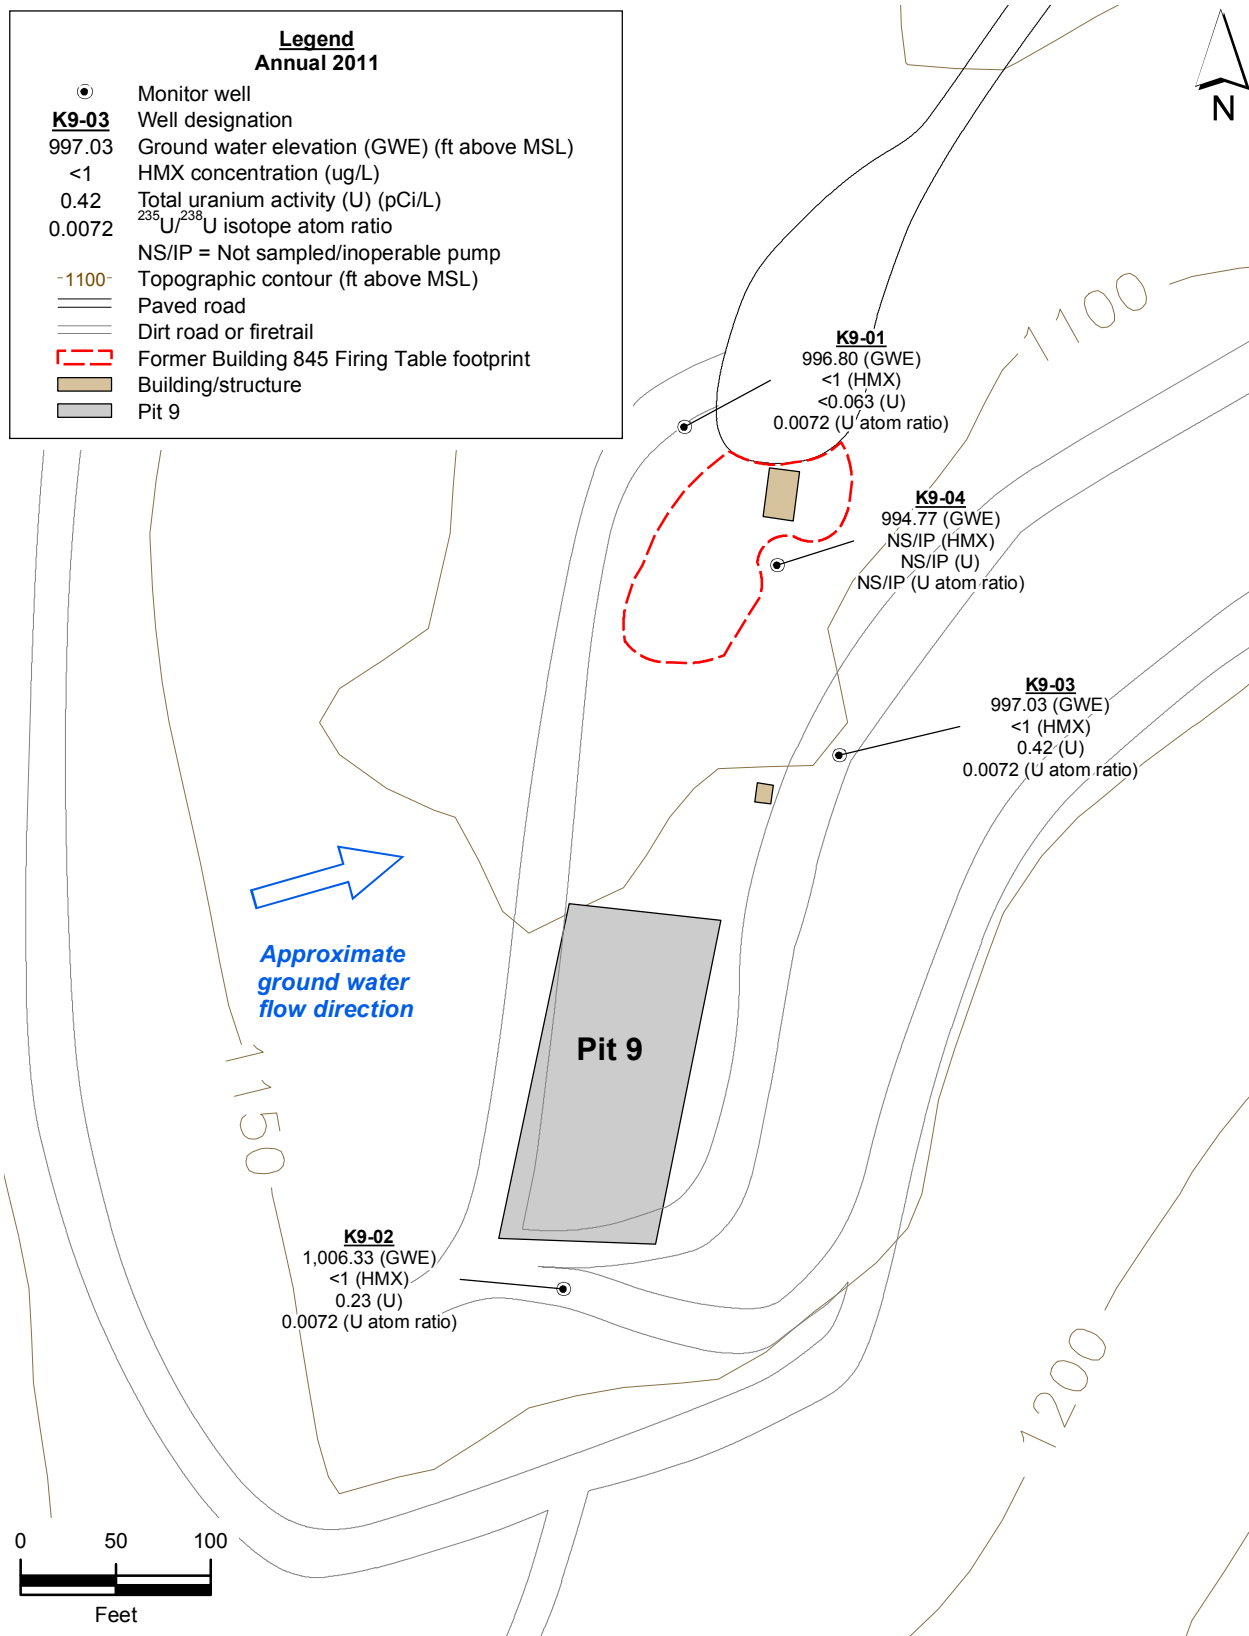 Legend
Annual 2011
Monitor well
K9-03 Well designation
997.03 Ground water elevation (GWE) (ft above MSL)
<1 HMX concentration (ug/L)
0.42 Total uranium activity (U) (pCi/L)
0.0072 235U/238U isotope atom ratio
NS/IP = Not sampled/inoperable pump
-1100- Topographic contour (ft above MSL)
Paved road
Dirt road or firetrail
Former Building 845 Firing Table footprint
Building/structure
Pit 9
N
1100
K9-01
996.80 (GWE)
<1 (HMX)
<0.063 (U)
0.0072 (U atom ratio)
K9-04
994.77 (GWE)
NS/IP (HMX)
NS/IP (U)
NS/IP (U atom ratio)
K9-03
997.03 (GWE)
<1 (HMX)
0.42 (U)
0.0072 (U atom ratio)
Approximate
ground water
flow direction
Pit 9
1150
K9-02
1,006.33 (GWE)
<1 (HMX)
0.23 (U)
0.0072 (U atom ratio)
1200
0 50 100
Feet